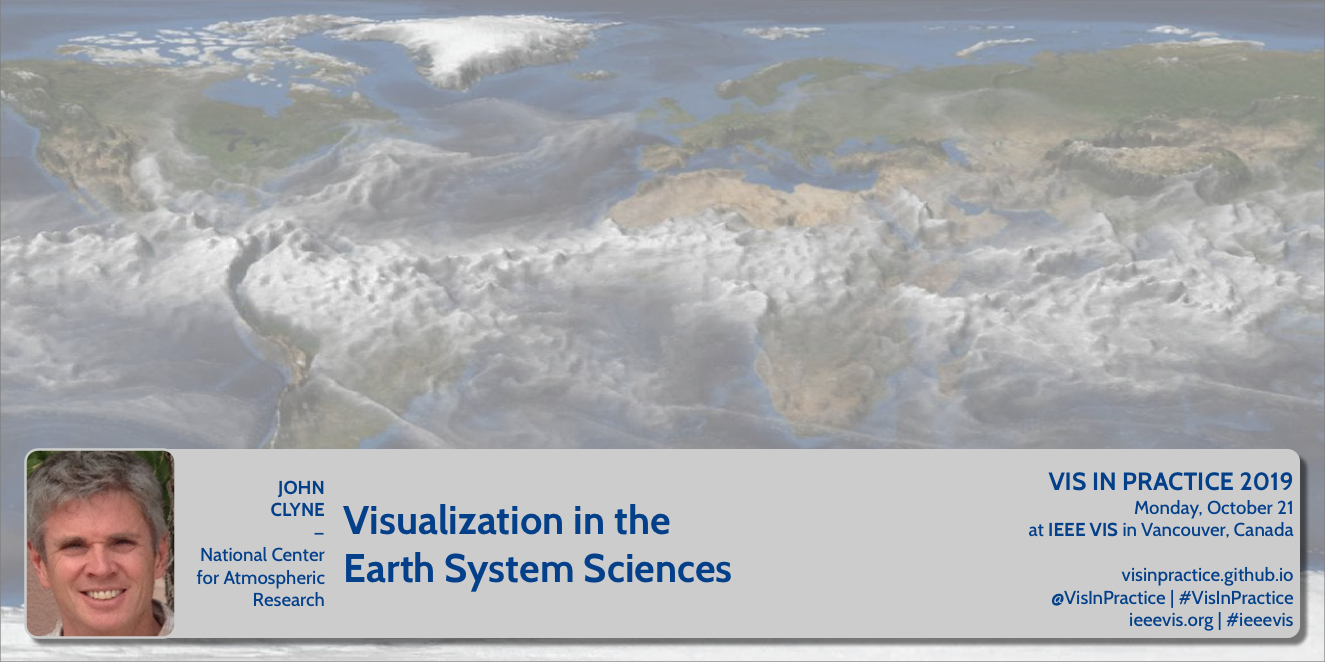 JOHN
CLYNE
–
National Center
for Atmospheric
Research
Visualization in the
Earth System Sciences
VIS IN PRACTICE 2019
Monday, October 21
at IEEE VIS in Vancouver, Canada
visinpractice.github.io
@VisInPractice | #VisInPractice
ieeevis.org | #ieeevis